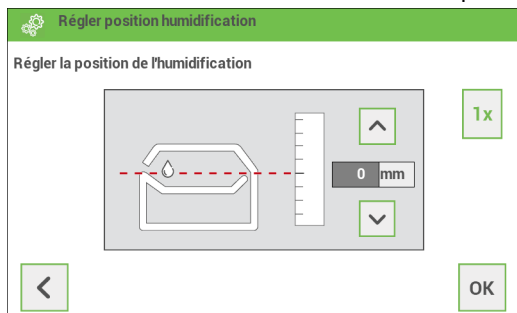 Régler position humidification
Régler la position de l'humidification
1x
0 mm
OK